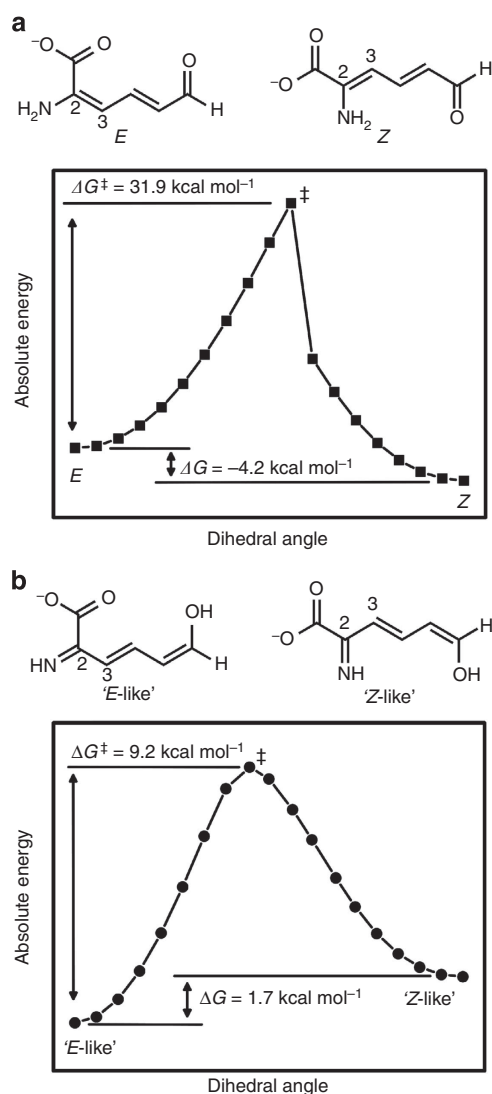 a
−O O
O
H2N 2 3 H
E
O
−O 2 3 H
NH2 O
Z
Absolute energy
ΔG‡ = 31.9 kcal mol−1
‡
E
ΔG = −4.2 kcal mol−1
Z
Dihedral angle
b
−O O OH
HN 2 3 H
'E-like'
O
−O 2 3 H
NH OH
'Z-like'
Absolute energy
ΔG‡ = 9.2 kcal mol−1
‡
ΔG = 1.7 kcal mol−1
'Z-like'
'E-like'
Dihedral angle